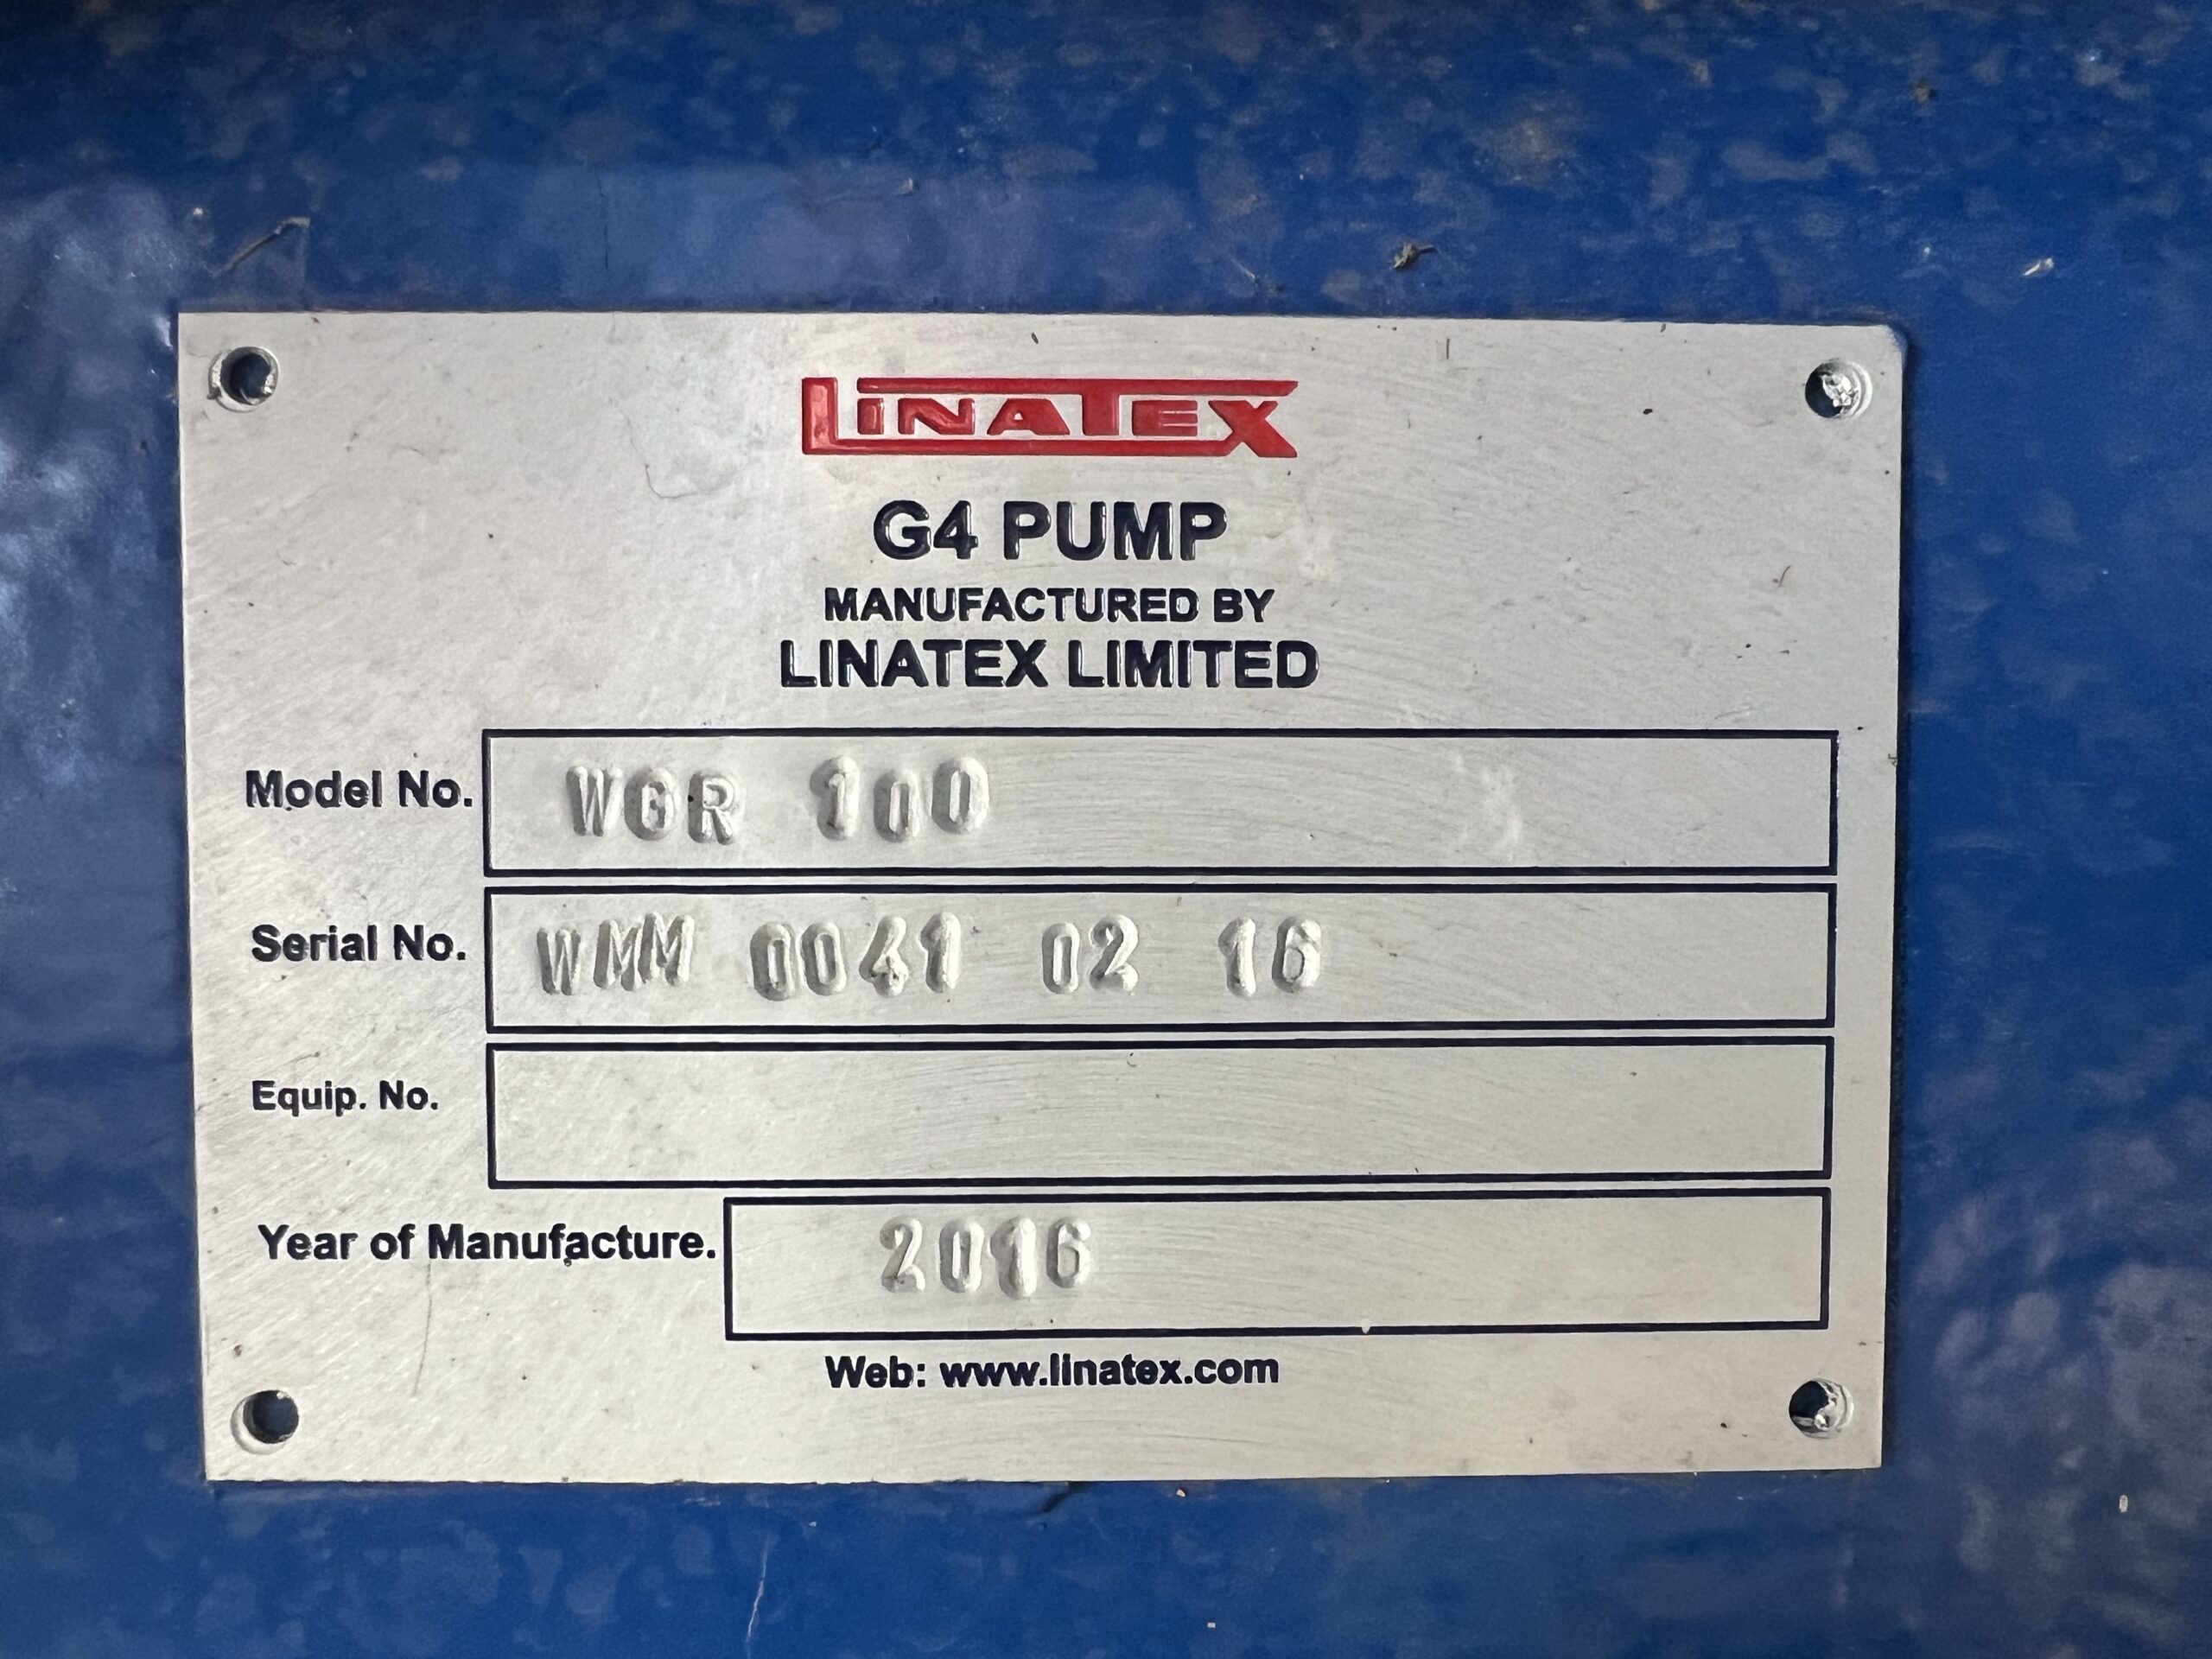 LINATEX
G4 PUMP
MANUFACTURED BY
LINATEX LIMITED
Model No. WGR 100
Serial No. WMM 0041 02 16
Equip. No.
Year of Manufacture. 2016
Web: www.linatex.com